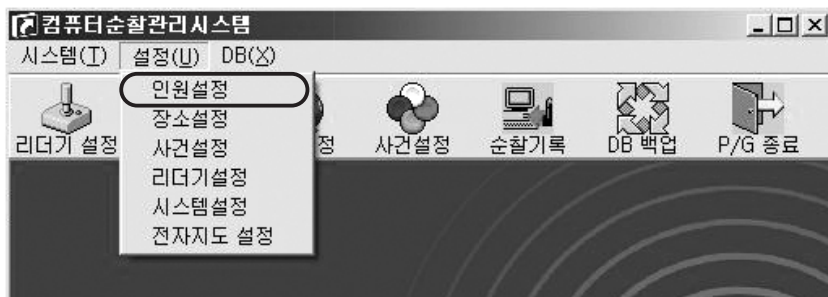 컴퓨터순찰관리시스템
시스템(T) 설정(U) DB(X)
인원설정
장소설정
사건설정
리더기설정
시스템설정
전자지도 설정
리더기 설정 정 사건설정 순찰기록 DB 백업 P/G 종료